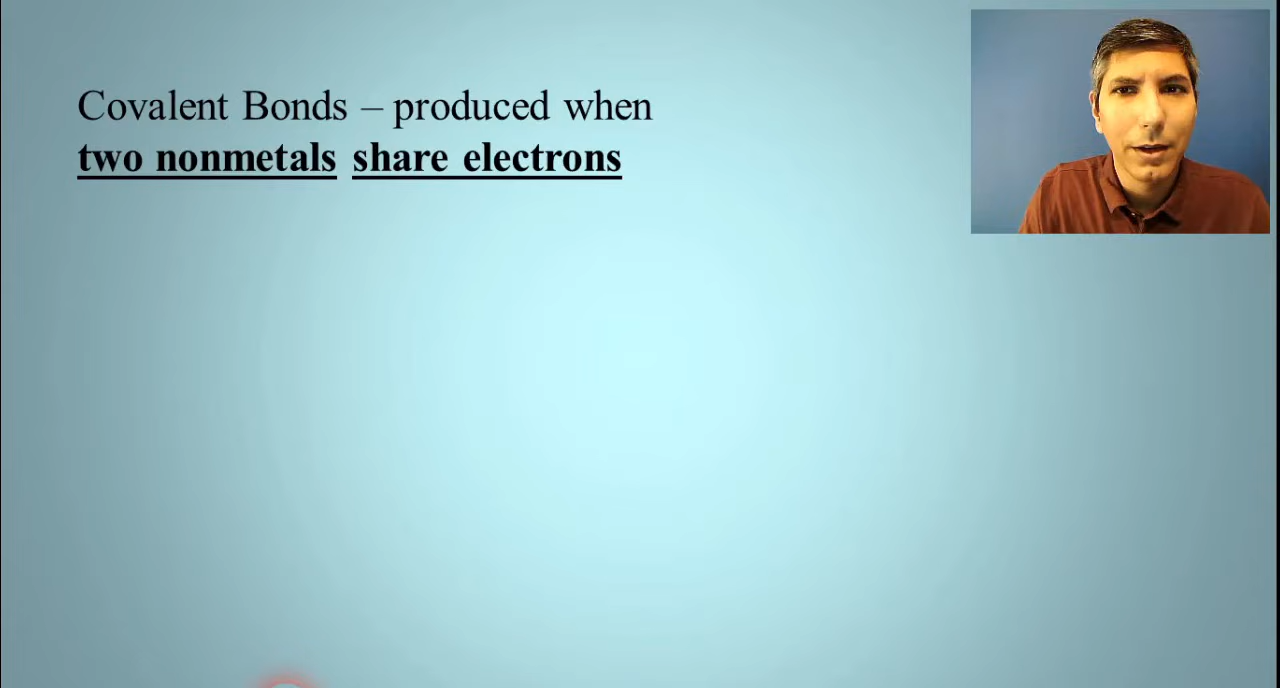 Covalent Bonds – produced when
two nonmetals share electrons